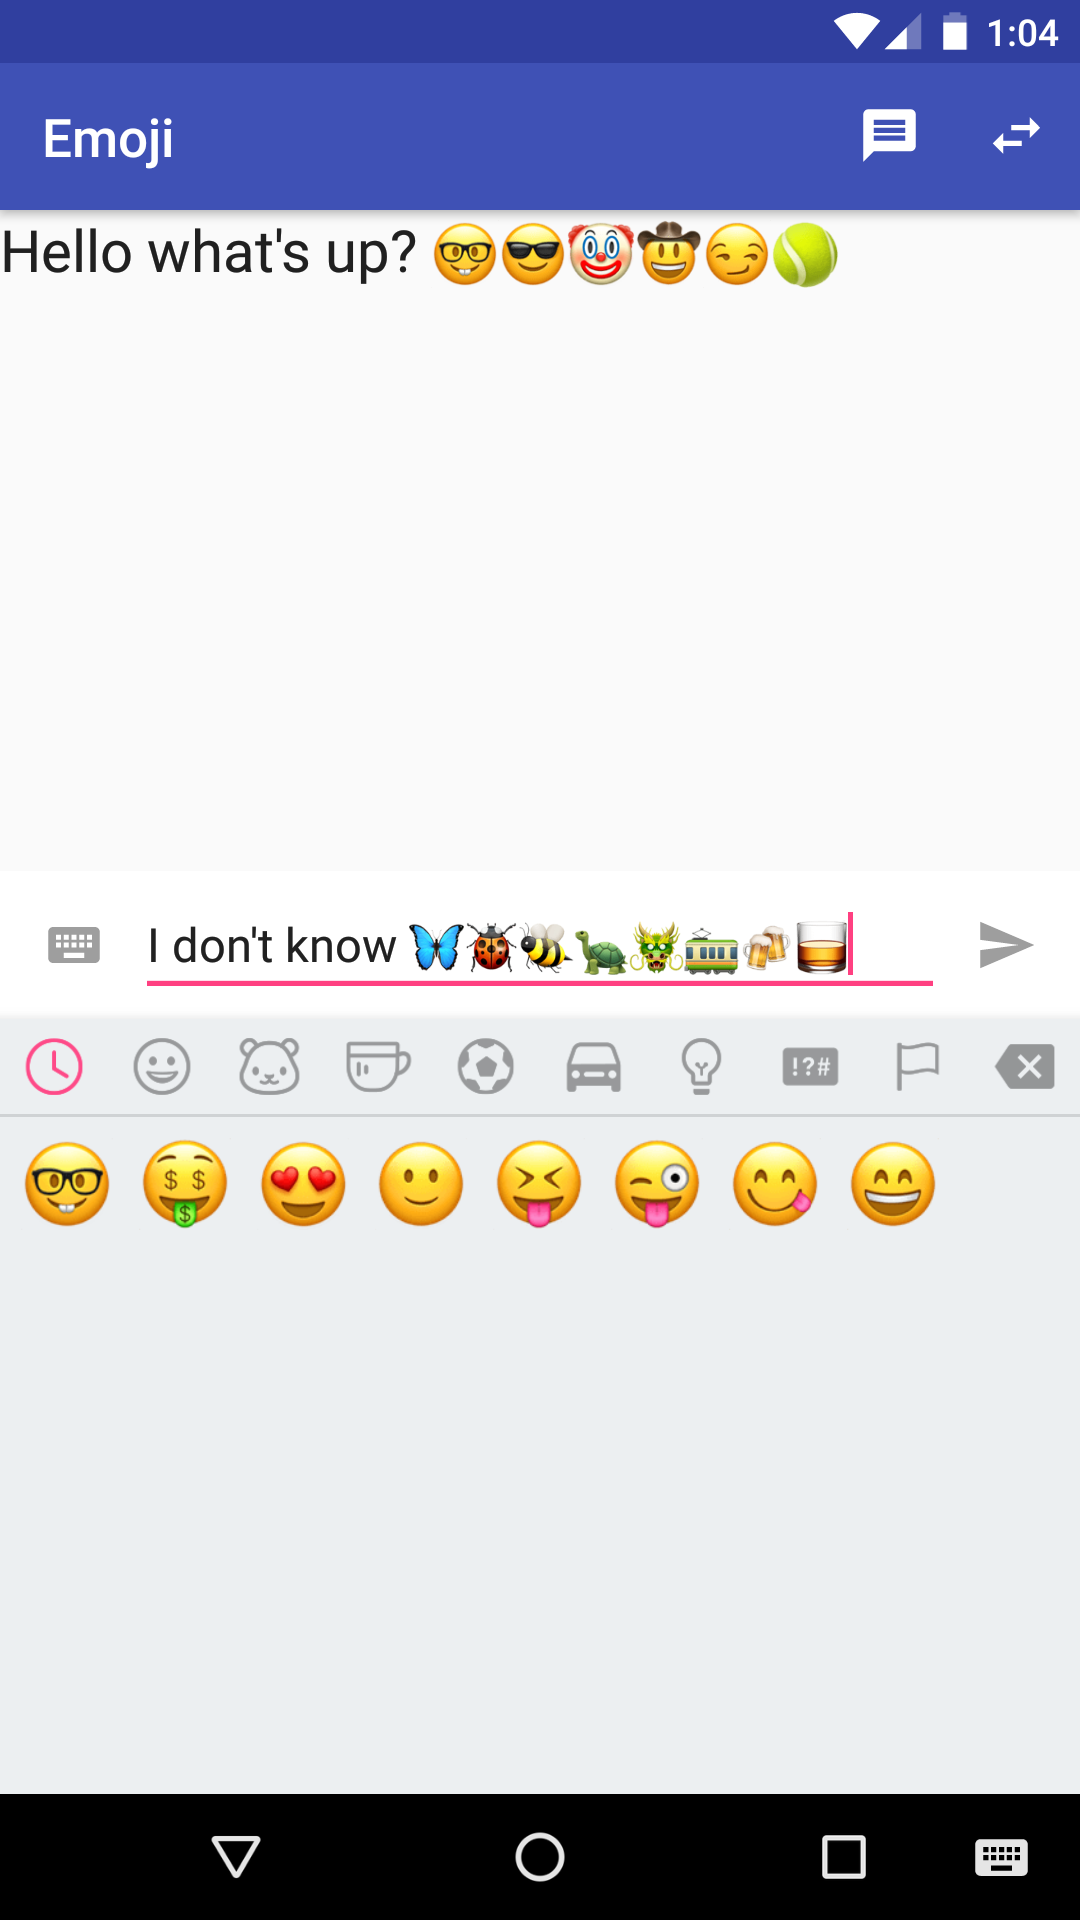 1:04
Emoji
Hello what's up? 🤓😎🤡🤠😏🎾
I don't know 🦋🐞🐝🐢🐲🚋🍻🥃
!?#